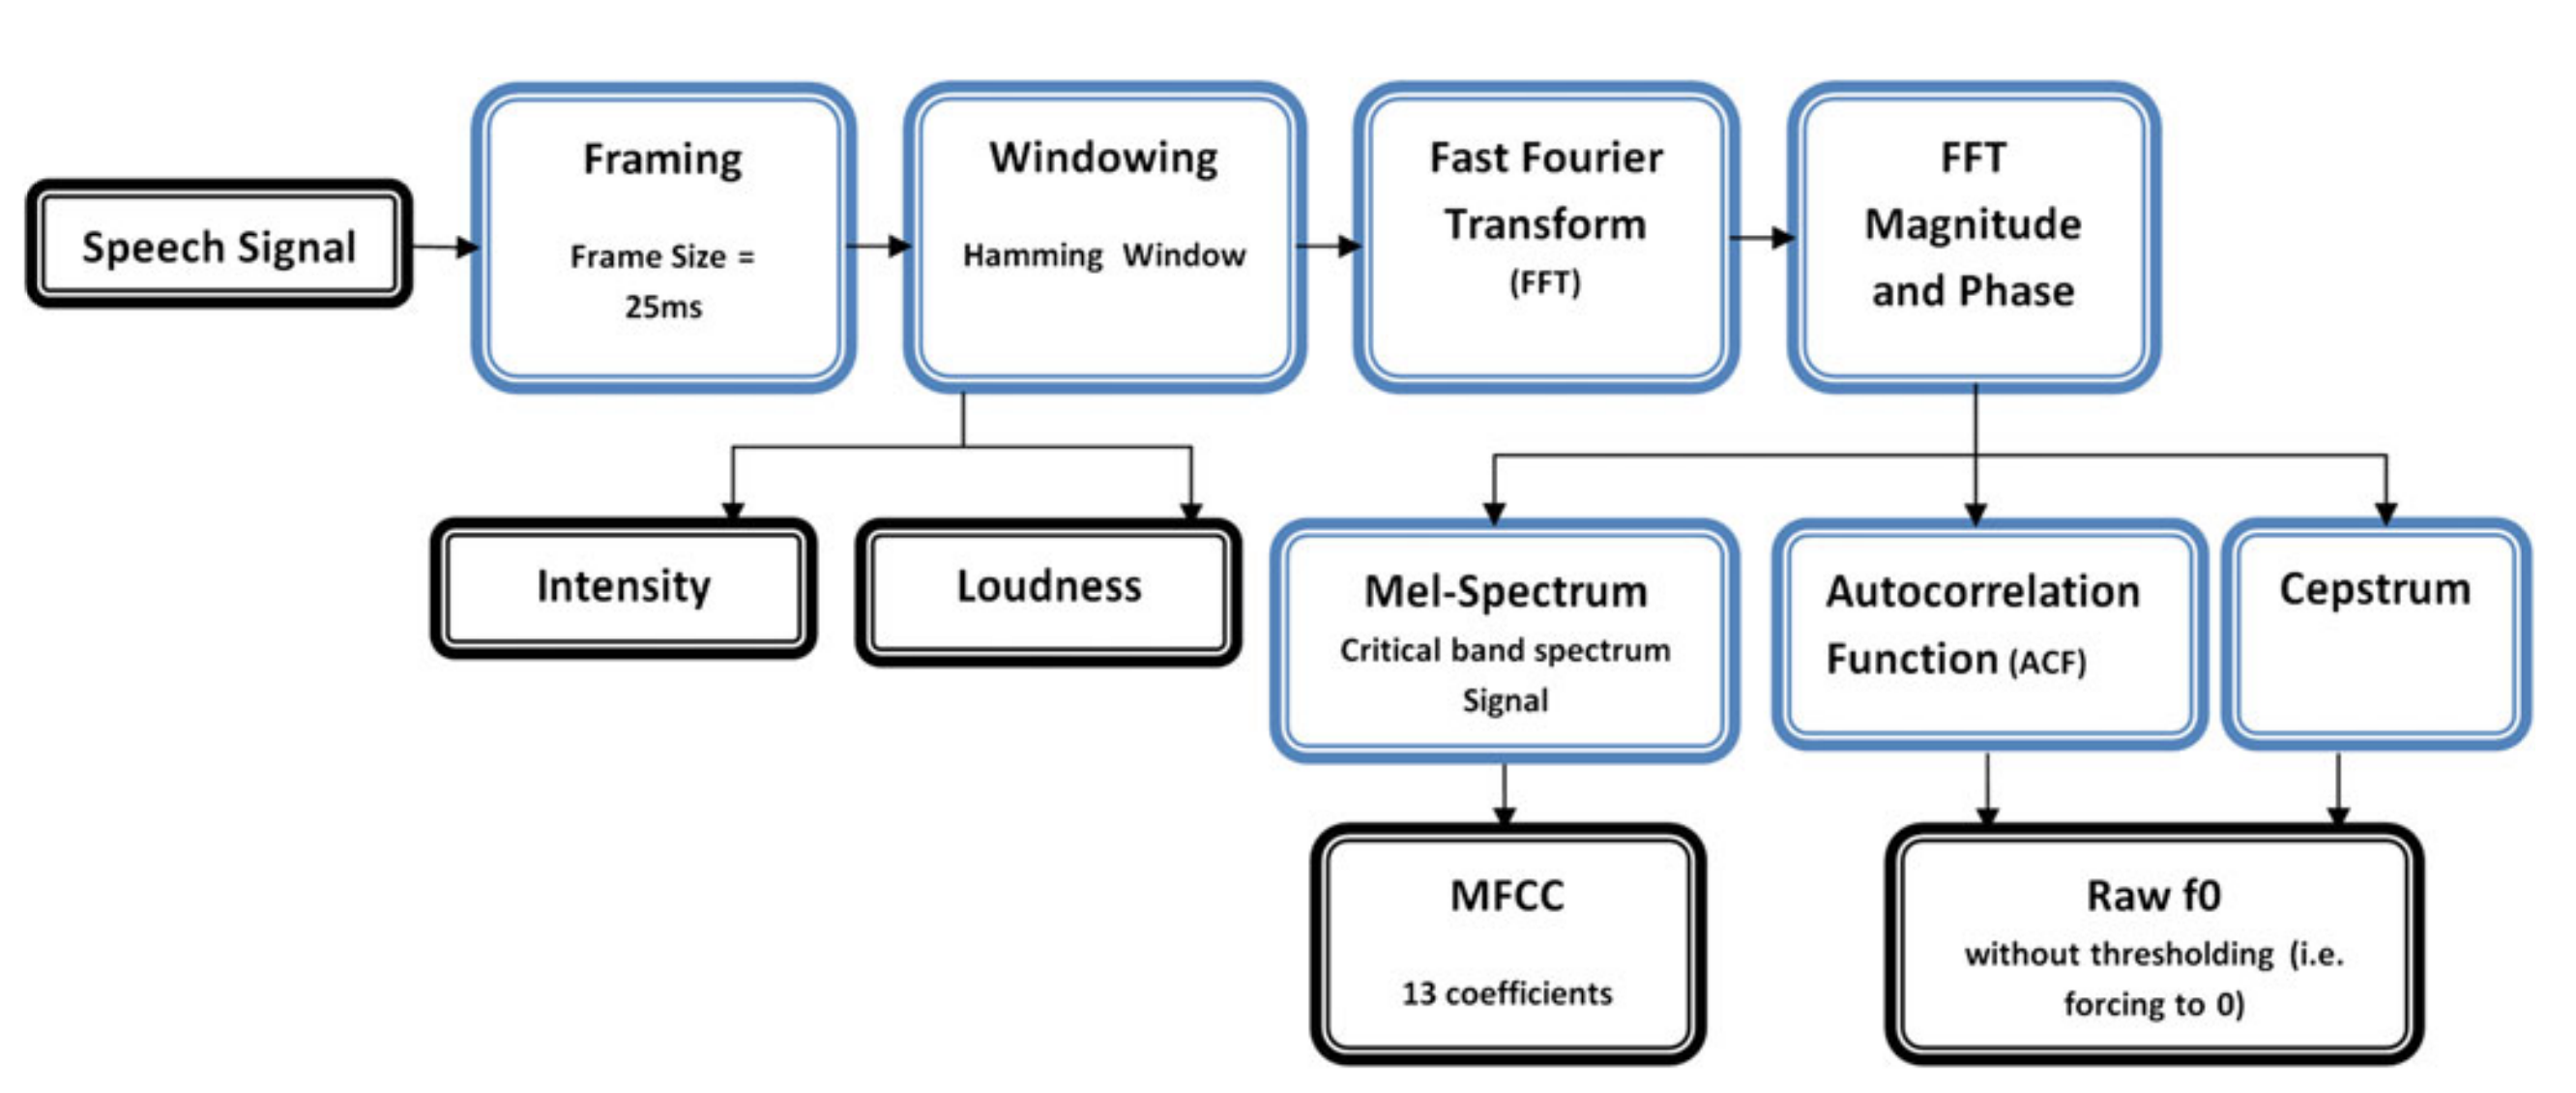 Speech Signal
Framing
Frame Size =
25ms
Windowing
Hamming Window
Fast Fourier
Transform
(FFT)
FFT
Magnitude
and Phase
Intensity
Loudness
Mel-Spectrum
Critical band spectrum
Signal
Autocorrelation
Function (ACF)
Cepstrum
MFCC
13 coefficients
Raw f0
without thresholding (i.e.
forcing to 0)